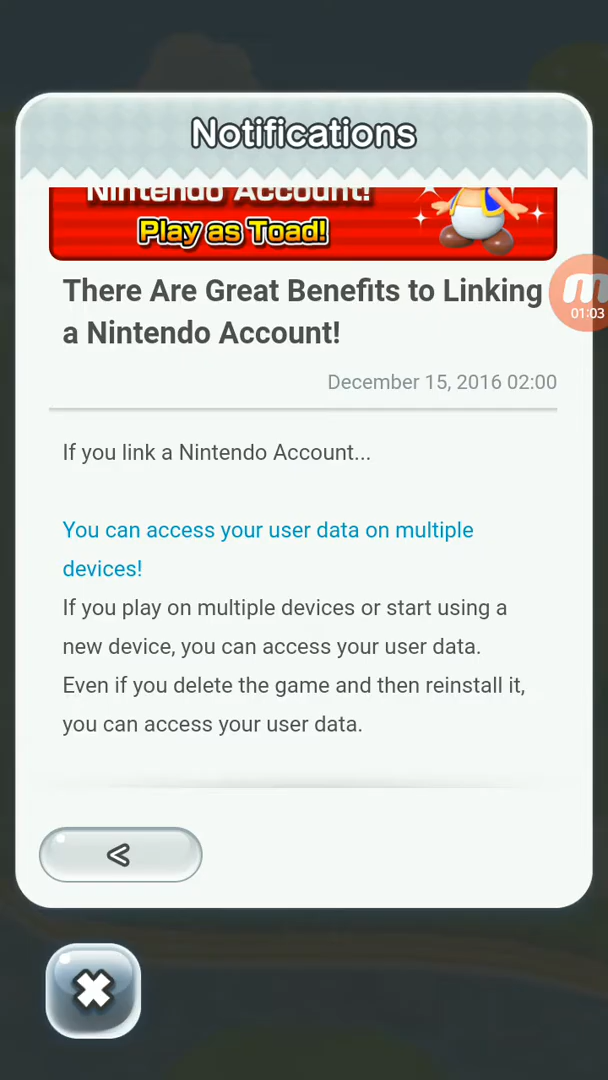 Notifications
Nintendo Account!
Play as Toad!
There Are Great Benefits to Linking
a Nintendo Account!
01:03
December 15, 2016 02:00
If you link a Nintendo Account...
You can access your user data on multiple
devices!
If you play on multiple devices or start using a
new device, you can access your user data.
Even if you delete the game and then reinstall it,
you can access your user data.